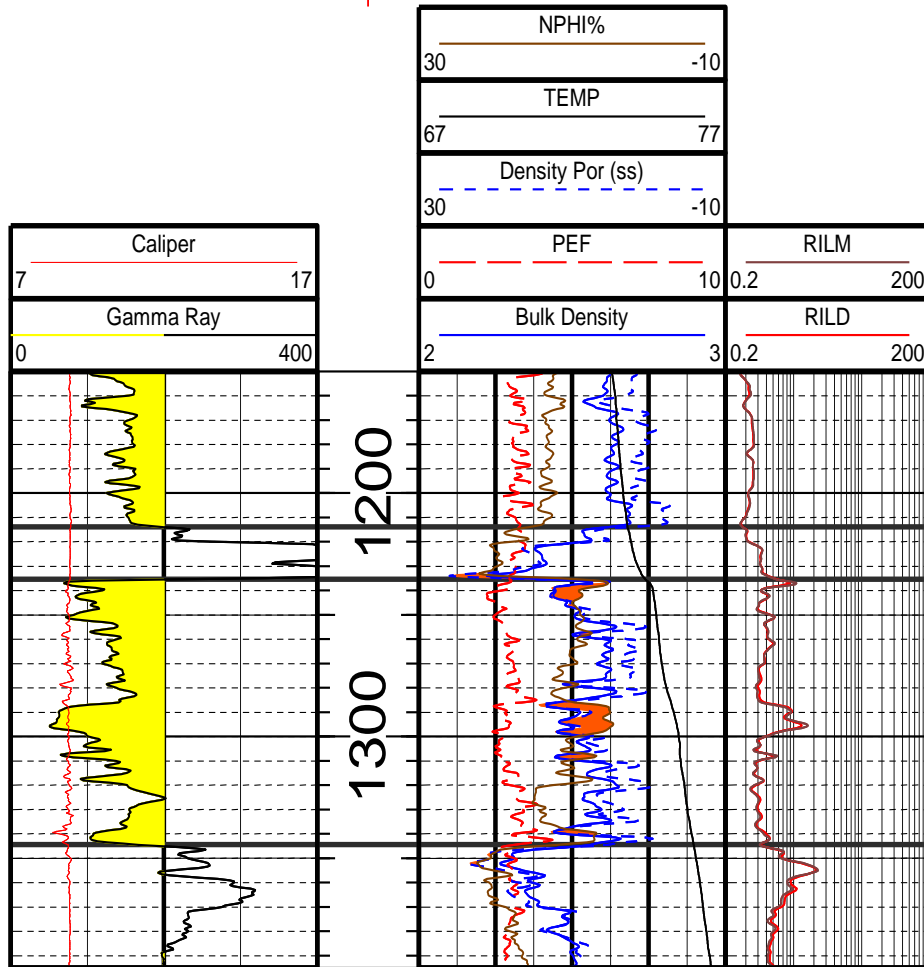 NPHI%
30 -10
TEMP
67 77
Density Por (ss)
30 -10
Caliper
7 17
PEF
0 10
RILM
0.2 200
Gamma Ray
0 400
Bulk Density
2 3
RILD
0.2 200
1200
1300